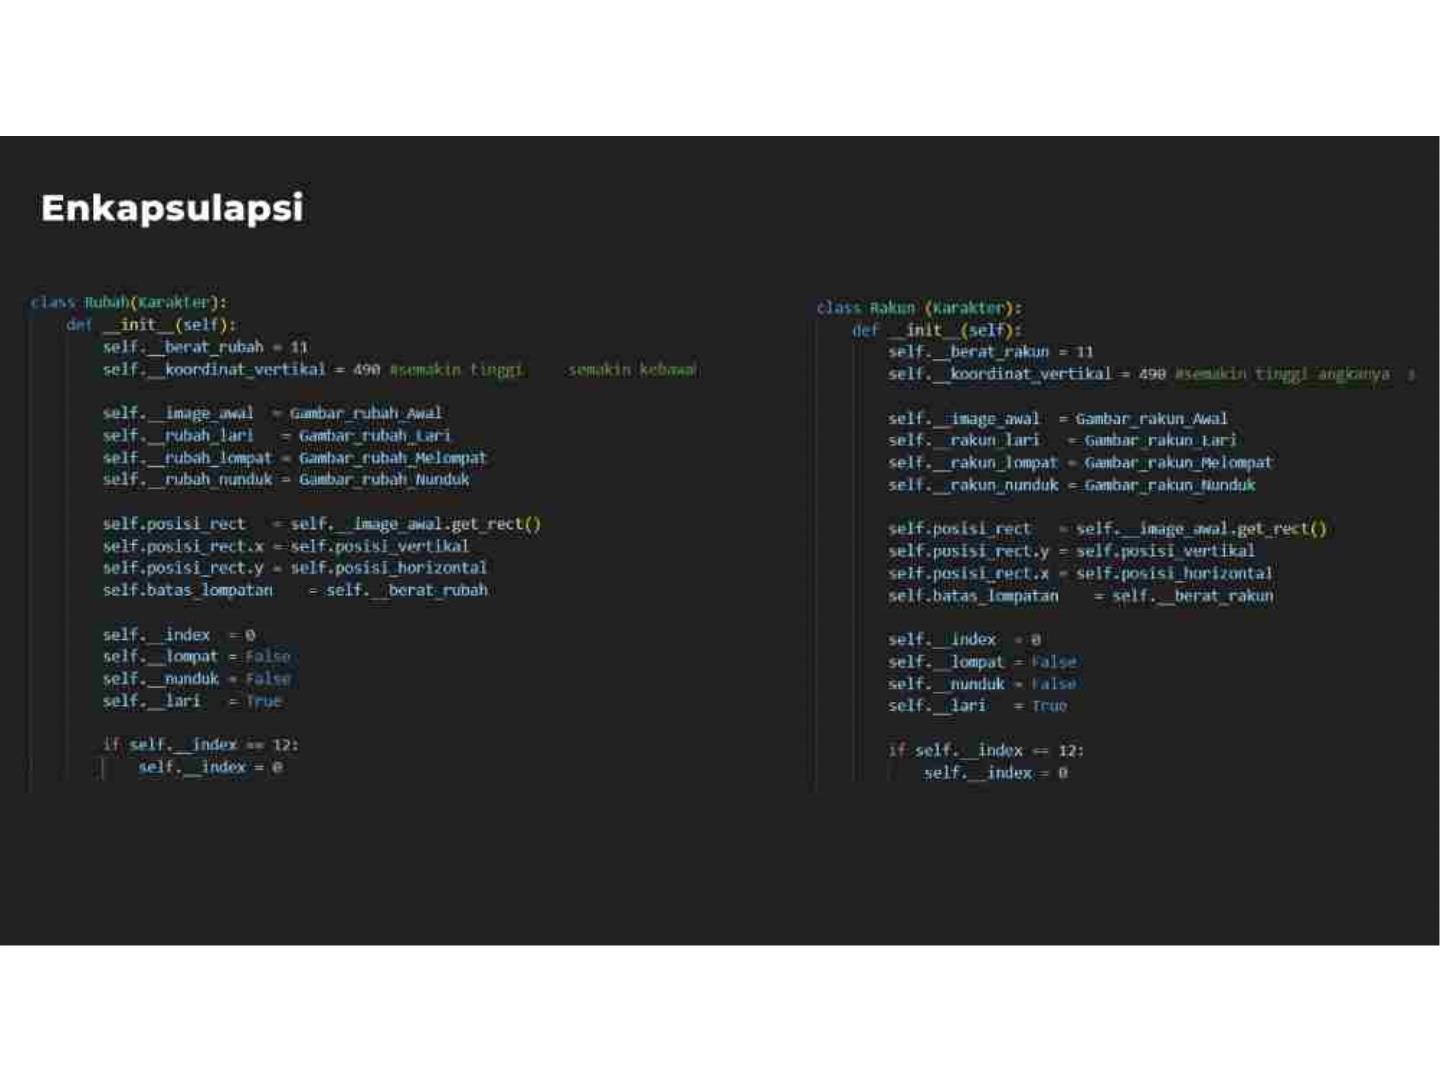 Enkapsulapsi
class Rubah(Karakter):
def __init__(self):
self.__berat_rubah = 11
self.__koordinat_vertikal = 490 #semakin tinggi semakin kebawah
self.__image_awal = Gambar_rubah_Awal
self.__rubah_lari = Gambar_rubah_Lari
self.__rubah_lompat = Gambar_rubah_Melompat
self.__rubah_nunduk = Gambar_rubah_Nunduk
self.posisi_rect = self.__image_awal.get_rect()
self.posisi_rect.x = self.posisi_vertikal
self.posisi_rect.y = self.posisi_horizontal
self.batas_lompatan = self.__berat_rubah
self.__index = 0
self.__lompat = False
self.__nunduk = False
self.__lari = True
if self.__index == 12:
self.__index = 0
class Rakun (Karakter):
def __init__(self):
self.__berat_rakun = 11
self.__koordinat_vertikal = 490 #semakin tinggi angkanya s
self.__image_awal = Gambar_rakun_Awal
self.__rakun_lari = Gambar_rakun_Lari
self.__rakun_lompat = Gambar_rakun_Melompat
self.__rakun_nunduk = Gambar_rakun_Nunduk
self.posisi_rect = self.__image_awal.get_rect()
self.posisi_rect.y = self.posisi_vertikal
self.posisi_rect.x = self.posisi_horizontal
self.batas_lompatan = self.__berat_rakun
self.__index = 0
self.__lompat = False
self.__nunduk = False
self.__lari = True
if self.__index == 12:
self.__index = 0